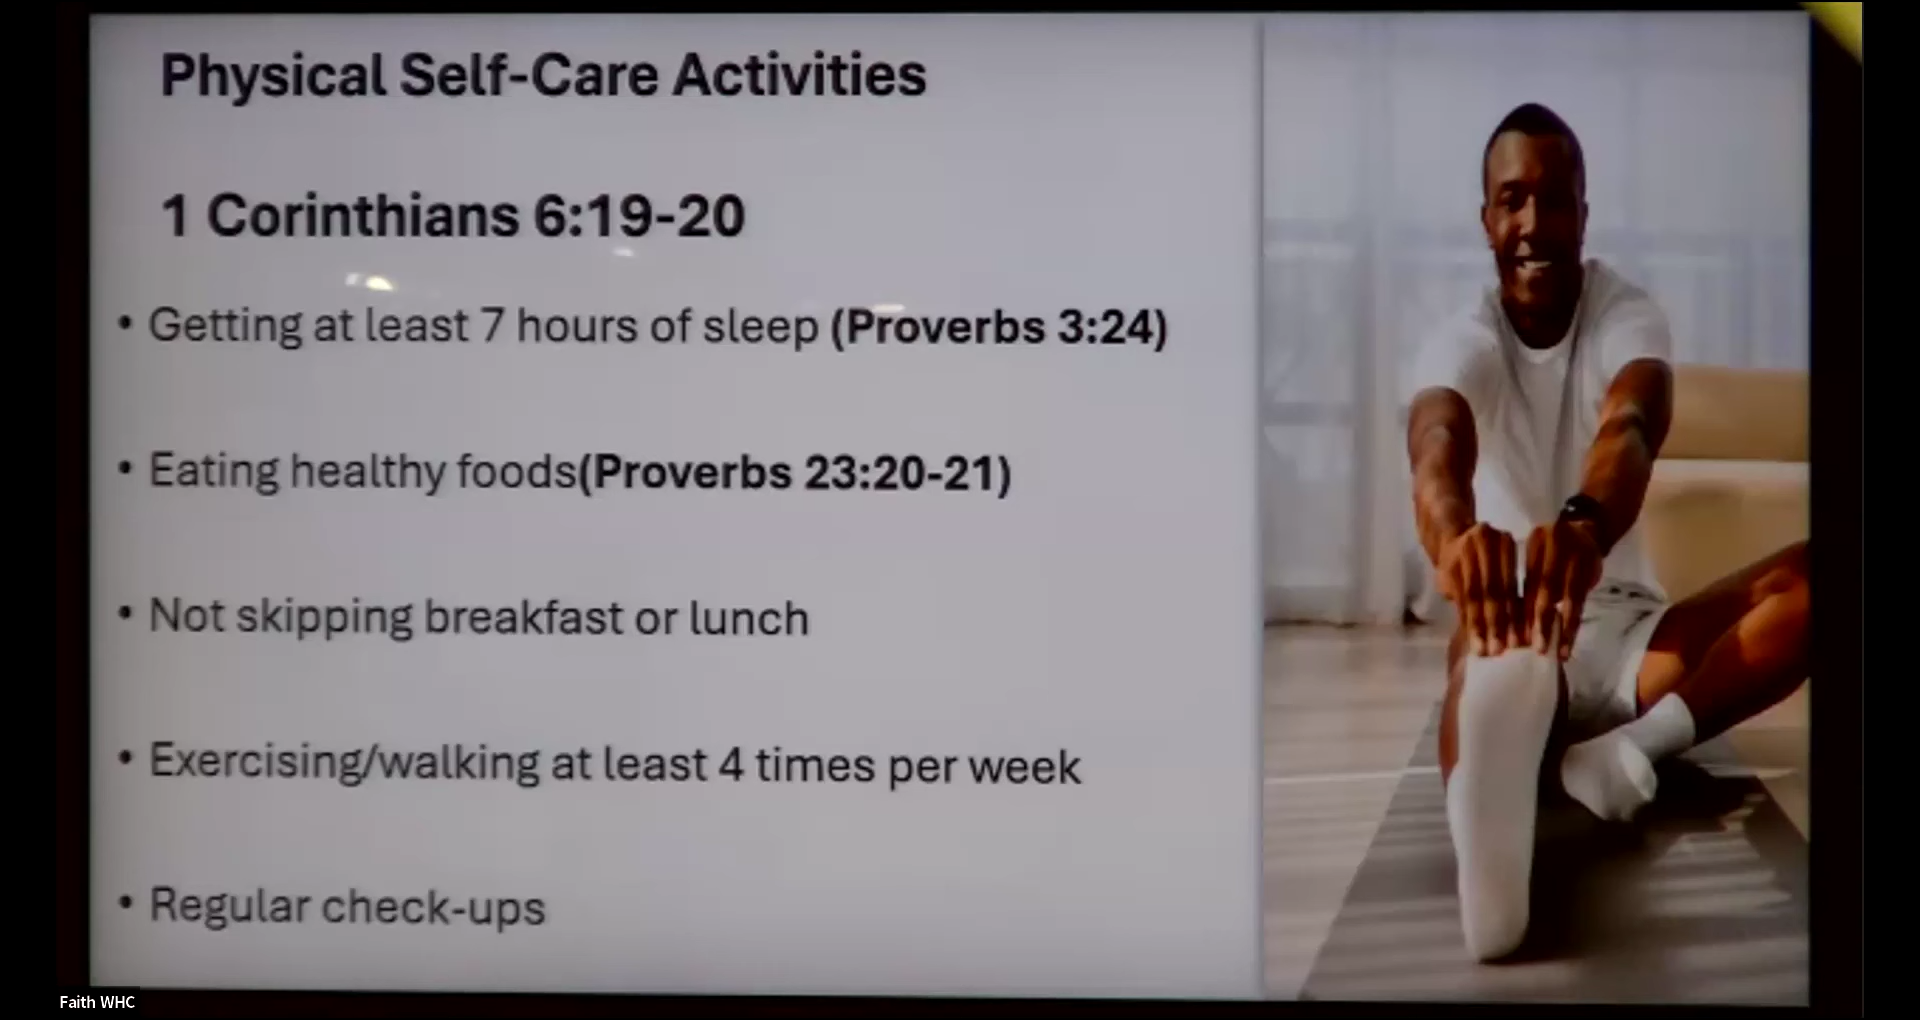 Physical Self-Care Activities
1 Corinthians 6:19-20
• Getting at least 7 hours of sleep (Proverbs 3:24)
• Eating healthy foods(Proverbs 23:20-21)
• Not skipping breakfast or lunch
• Exercising/walking at least 4 times per week
• Regular check-ups
Faith WHC